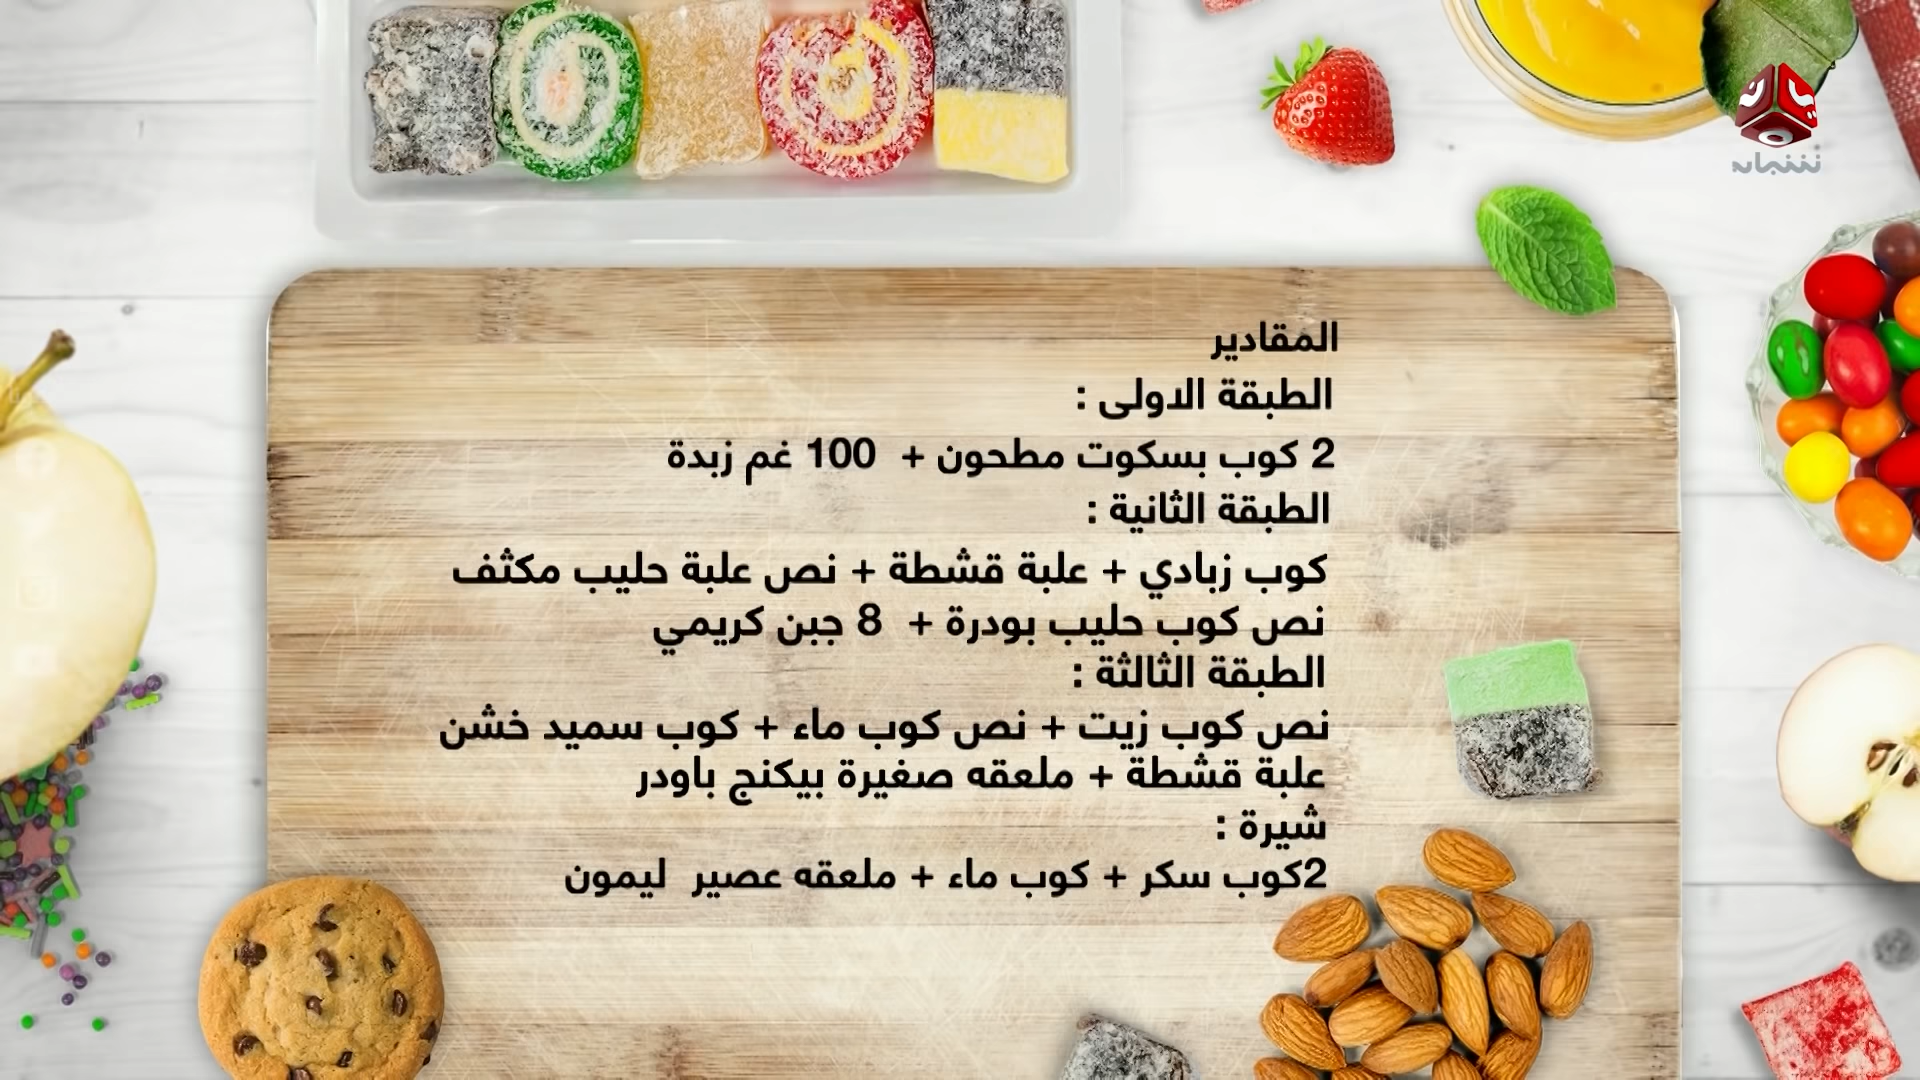 المقادير
الطبقة الاولى :
2 كوب بسكوت مطحون + 100 غم زبدة
الطبقة الثانية :
كوب زبادي + علبة قشطة + نص علبة حليب مكثف
نص كوب حليب بودرة + 8 جبن كريمي
الطبقة الثالثة :
نص كوب زيت + نص كوب ماء + كوب سميد خشن
علبة قشطة + ملعقه صغيرة بيكنج باودر
شيرة :
2كوب سكر + كوب ماء + ملعقه عصير ليمون